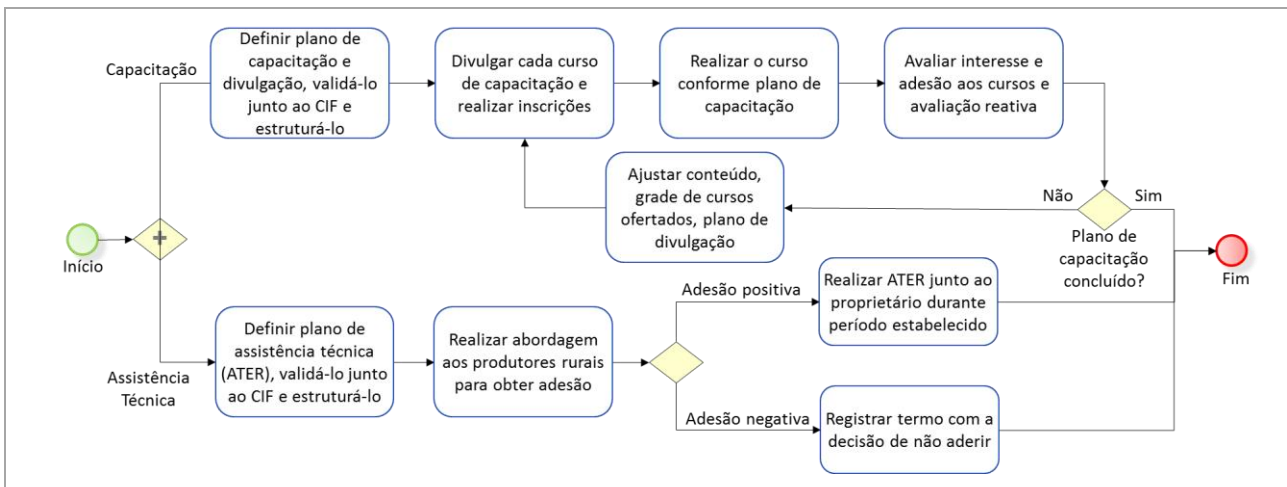 Capacitação
Definir plano de
capacitação e
divulgação, validá-lo
junto ao CIF e
estruturá-lo
Divulgar cada curso
de capacitação e
realizar inscrições
Realizar o curso
conforme plano de
capacitação
Avaliar interesse e
adesão aos cursos e
avaliação reativa
Ajustar conteúdo,
grade de cursos
ofertados, plano de
divulgação
Não
Sim
Plano de
capacitação
concluído?
Início
Fim
Assistência
Técnica
Definir plano de
assistência técnica
(ATER), validá-lo junto
ao CIF e estruturá-lo
Realizar abordagem
aos produtores rurais
para obter adesão
Adesão positiva
Realizar ATER junto ao
proprietário durante
período estabelecido
Adesão negativa
Registrar termo com a
decisão de não aderir